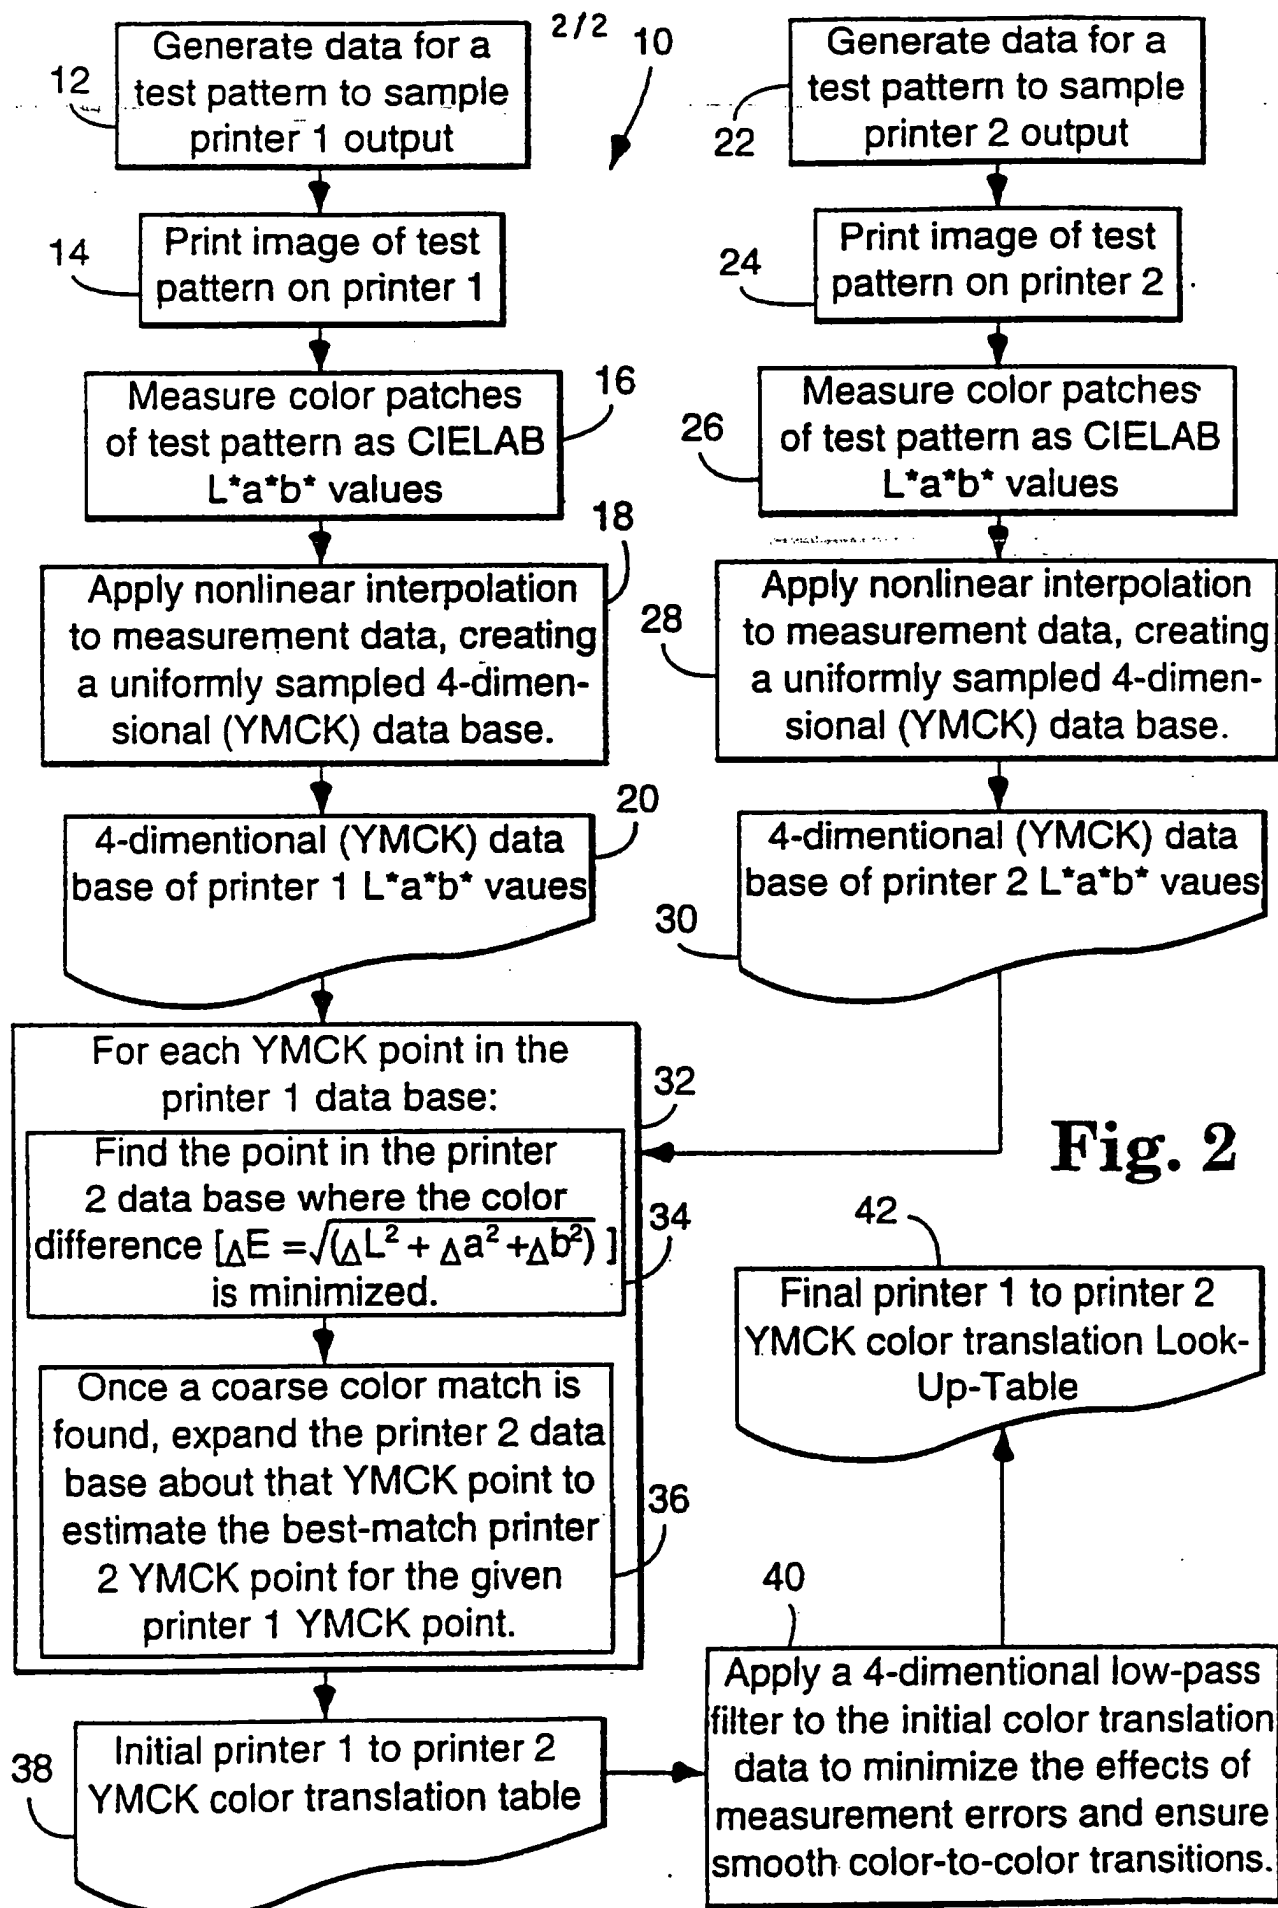 2/2
10
12
Generate data for a
test pattern to sample
printer 1 output
14
Print image of test
pattern on printer 1
16
Measure color patches
of test pattern as CIELAB
L*a*b* values
18
Apply nonlinear interpolation
to measurement data, creating
a uniformly sampled 4-dimen-
sional (YMCK) data base.
20
4-dimentional (YMCK) data
base of printer 1 L*a*b* vaues
22
Generate data for a
test pattern to sample
printer 2 output
24
Print image of test
pattern on printer 2
26
Measure color patches
of test pattern as CIELAB
L*a*b* values
28
Apply nonlinear interpolation
to measurement data, creating
a uniformly sampled 4-dimen-
sional (YMCK) data base.
30
4-dimentional (YMCK) data
base of printer 2 L*a*b* vaues
32
For each YMCK point in the
printer 1 data base:
34
Find the point in the printer
2 data base where the color
difference [ΔE =√(ΔL² + Δa² +Δb²) ]
is minimized.
36
Once a coarse color match is
found, expand the printer 2 data
base about that YMCK point to
estimate the best-match printer
2 YMCK point for the given
printer 1 YMCK point.
38
Initial printer 1 to printer 2
YMCK color translation table
40
Apply a 4-dimentional low-pass
filter to the initial color translation
data to minimize the effects of
measurement errors and ensure
smooth color-to-color transitions.
42
Final printer 1 to printer 2
YMCK color translation Look-
Up-Table
Fig. 2